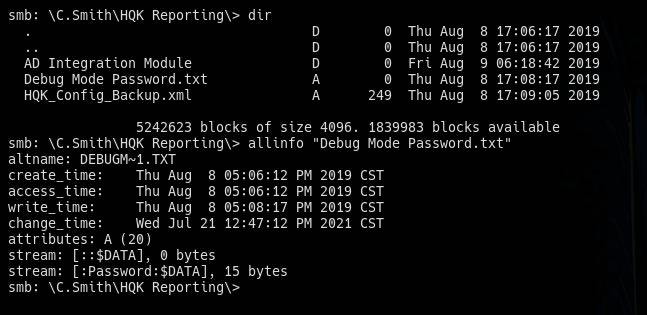 smb: \C.Smith\HQK Reporting\> dir
  .                                   D        0  Thu Aug  8 17:06:17 2019
  ..                                  D        0  Thu Aug  8 17:06:17 2019
  AD Integration Module               D        0  Fri Aug  9 06:18:42 2019
  Debug Mode Password.txt             A        0  Thu Aug  8 17:08:17 2019
  HQK_Config_Backup.xml               A      249  Thu Aug  8 17:09:05 2019
                5242623 blocks of size 4096. 1839983 blocks available
smb: \C.Smith\HQK Reporting\> allinfo "Debug Mode Password.txt"
altname: DEBUGM~1.TXT
create_time:    Thu Aug  8 05:06:12 PM 2019 CST
access_time:    Thu Aug  8 05:06:12 PM 2019 CST
write_time:     Thu Aug  8 05:08:17 PM 2019 CST
change_time:    Wed Jul 21 12:47:12 PM 2021 CST
attributes: A (20)
stream: [::$DATA], 0 bytes
stream: [:Password:$DATA], 15 bytes
smb: \C.Smith\HQK Reporting\>